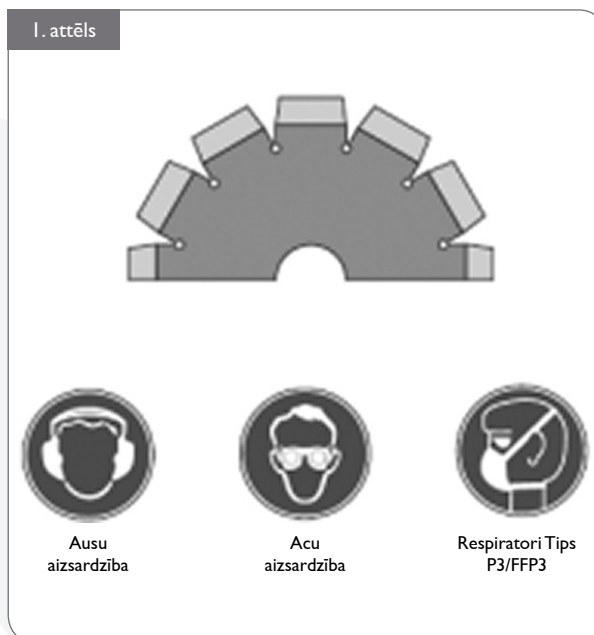 1. attēls
Ausu
aizsardzība
Acu
aizsardzība
Respiratori Tips
P3/FFP3